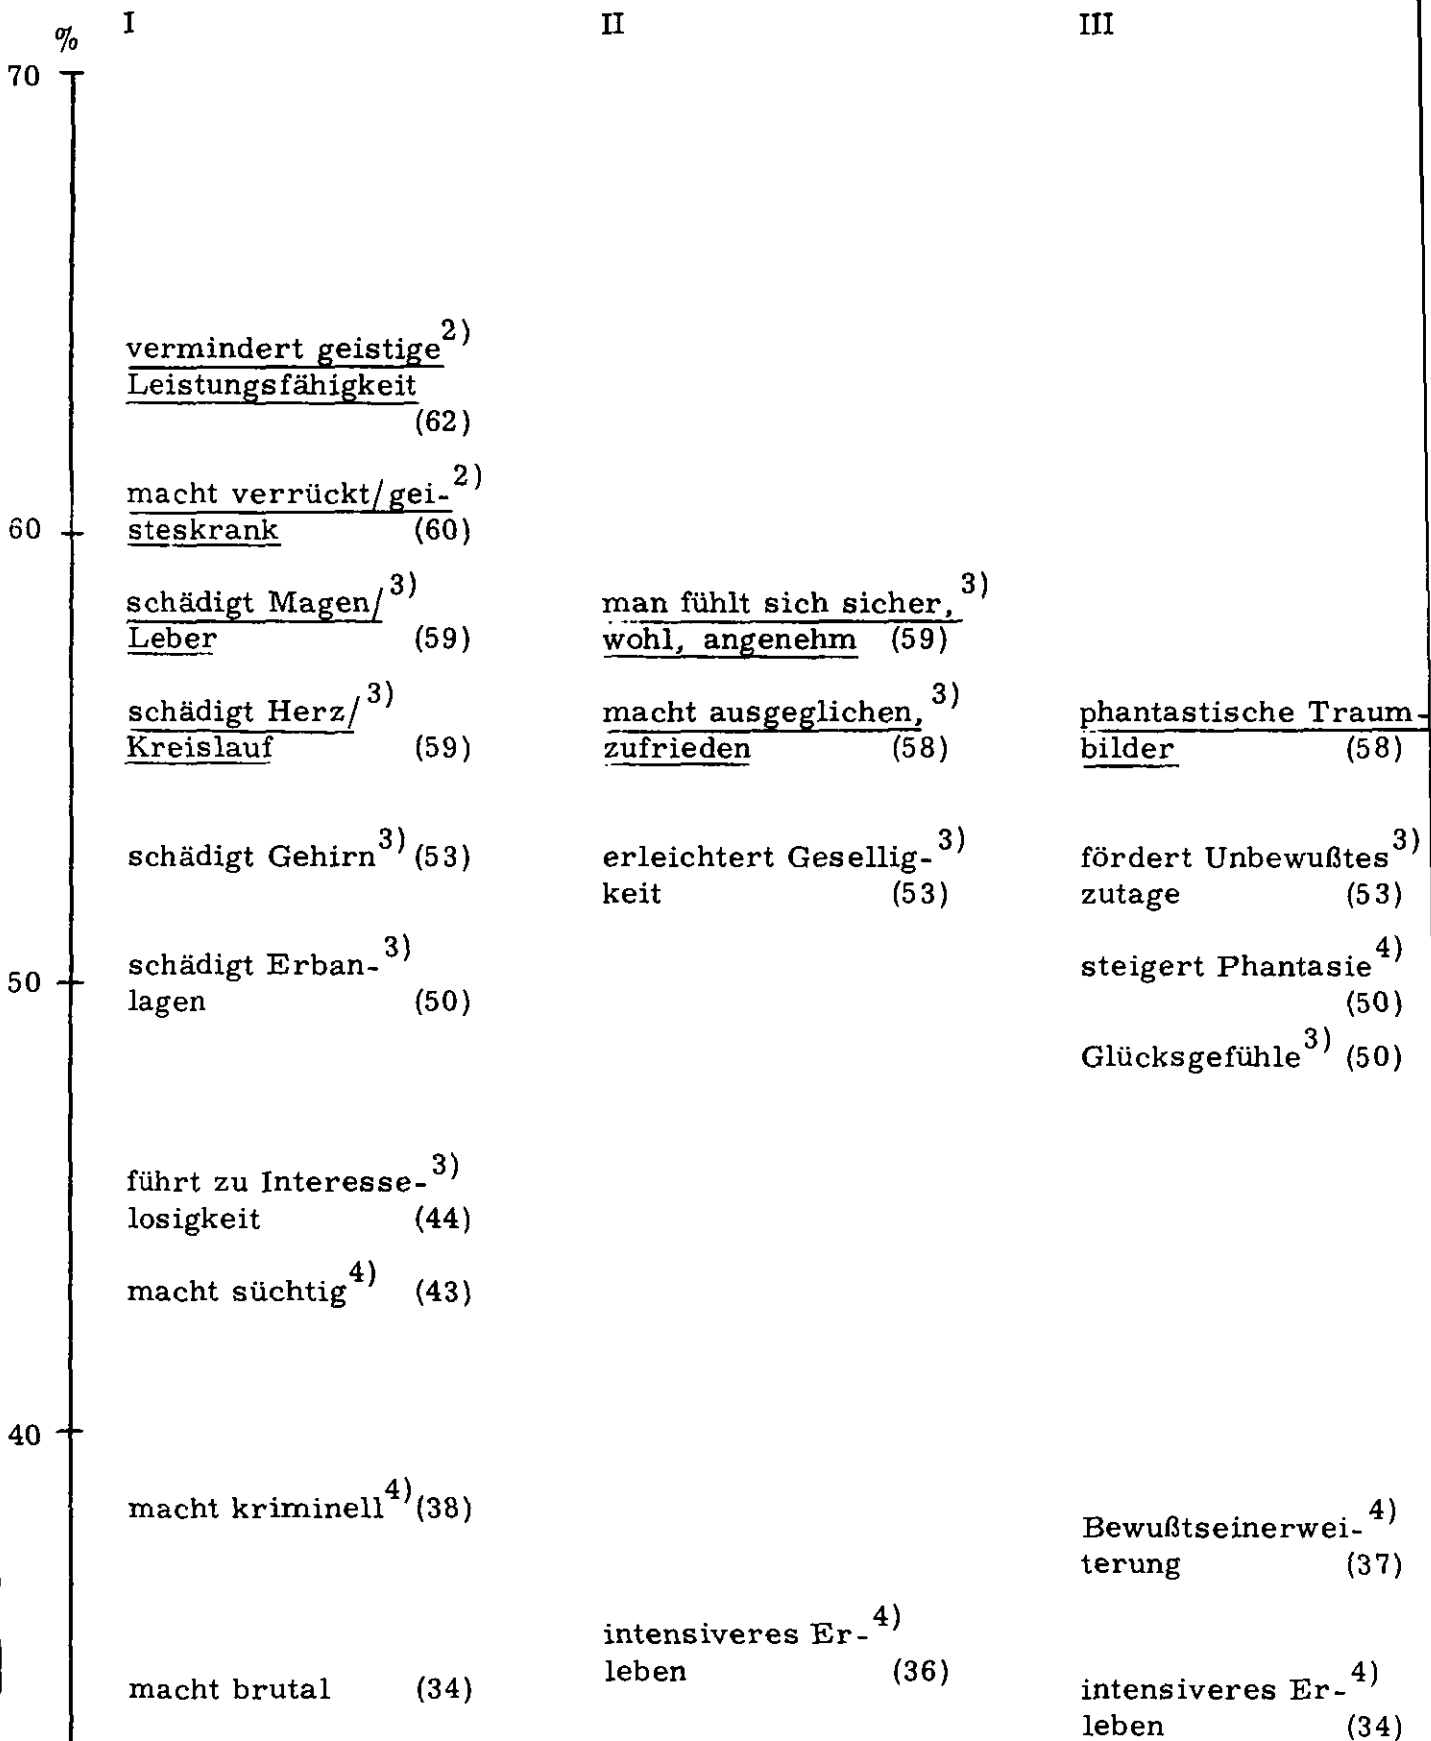 % I II III
70
vermindert geistige 2)
Leistungsfähigkeit
(62)
macht verrückt/gei- 2)
60 steskrank (60)
schädigt Magen/ 3) man fühlt sich sicher, 3)
Leber (59) wohl, angenehm (59)
schädigt Herz/ 3) macht ausgeglichen, 3) phantastische Traum-
Kreislauf (59) zufrieden (58) bilder (58)
schädigt Gehirn 3) (53) erleichtert Gesellig- 3) fördert Unbewußtes 3)
keit (53) zutage (53)
schädigt Erban- 3) steigert Phantasie 4)
50 lagen (50) (50)
Glücksgefühle 3) (50)
führt zu Interesse- 3)
losigkeit (44)
macht süchtig 4) (43)
40
macht kriminell 4) (38) Bewußtseinerwei- 4)
terung (37)
intensiveres Er- 4)
leben (36)
macht brutal (34) intensiveres Er- 4)
leben (34)